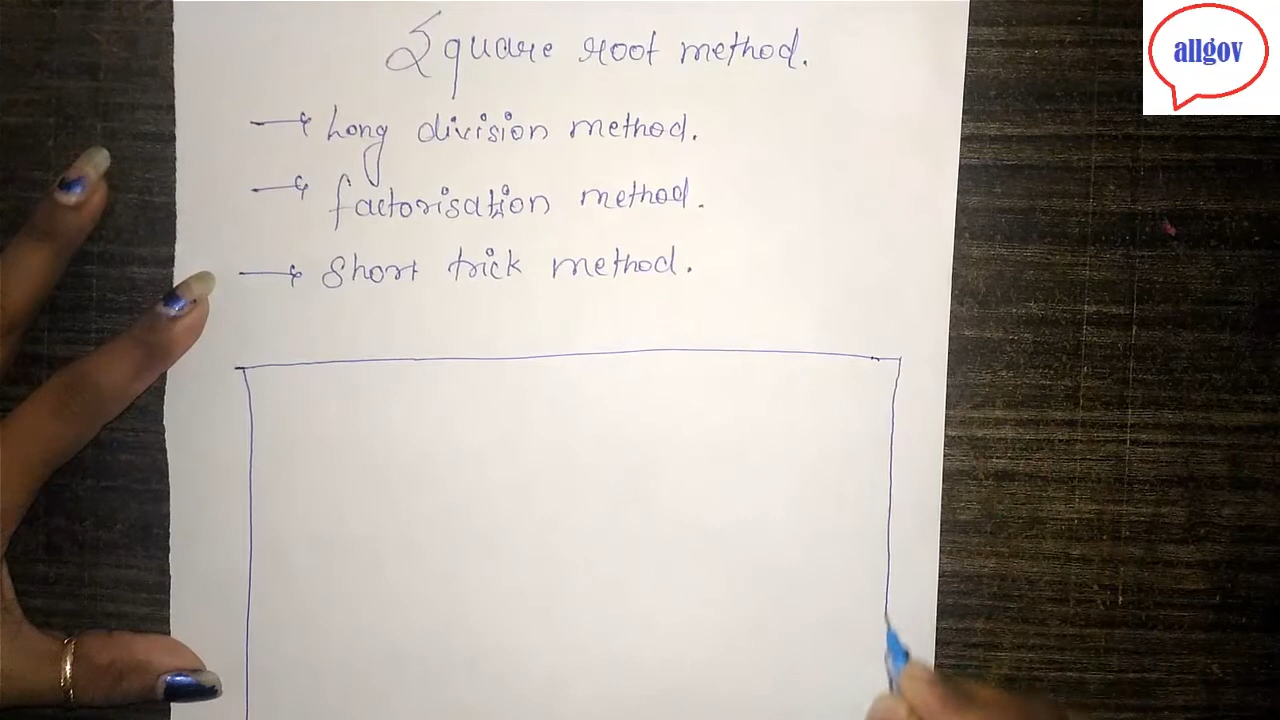 Square root method.
→ Long division method.
→ factorisation method.
→ Short trick method.
allgov